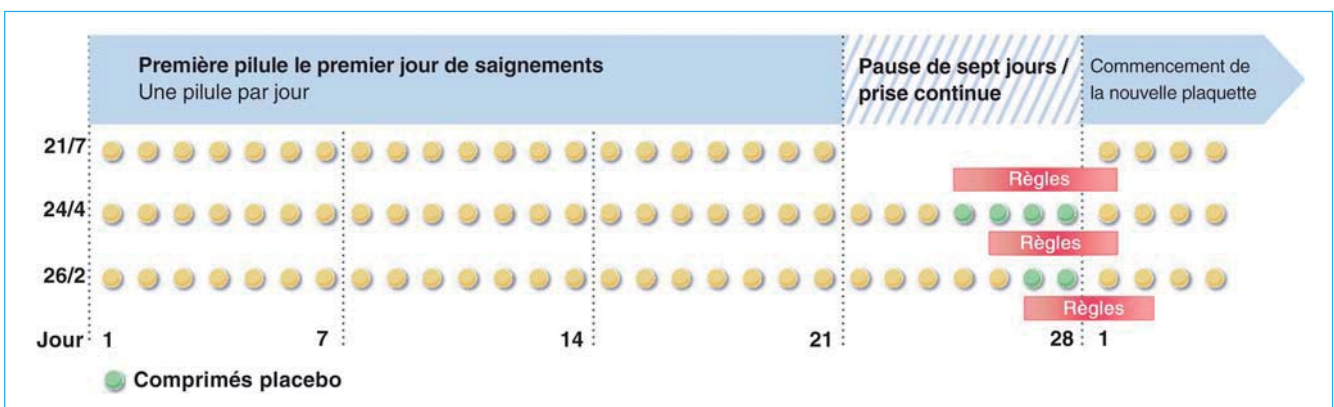 Première pilule le premier jour de saignements
Une pilule par jour
Pause de sept jours /
prise continue
Commencement de
la nouvelle plaquette
21/7
Règles
24/4
Règles
26/2
Règles
Jour 1 7 14 21 28 1
Comprimés placebo